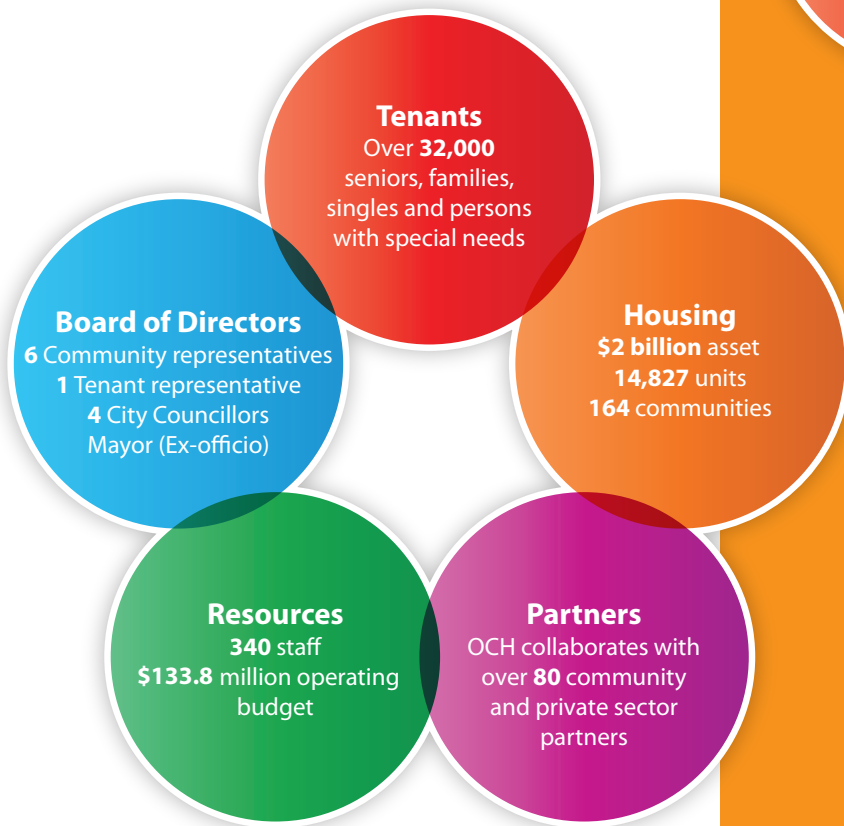 Tenants
Over 32,000
seniors, families,
singles and persons
with special needs
Board of Directors
6 Community representatives
1 Tenant representative
4 City Councillors
Mayor (Ex-officio)
Housing
$2 billion asset
14,827 units
164 communities
Resources
340 staff
$133.8 million operating
budget
Partners
OCH collaborates with
over 80 community
and private sector
partners